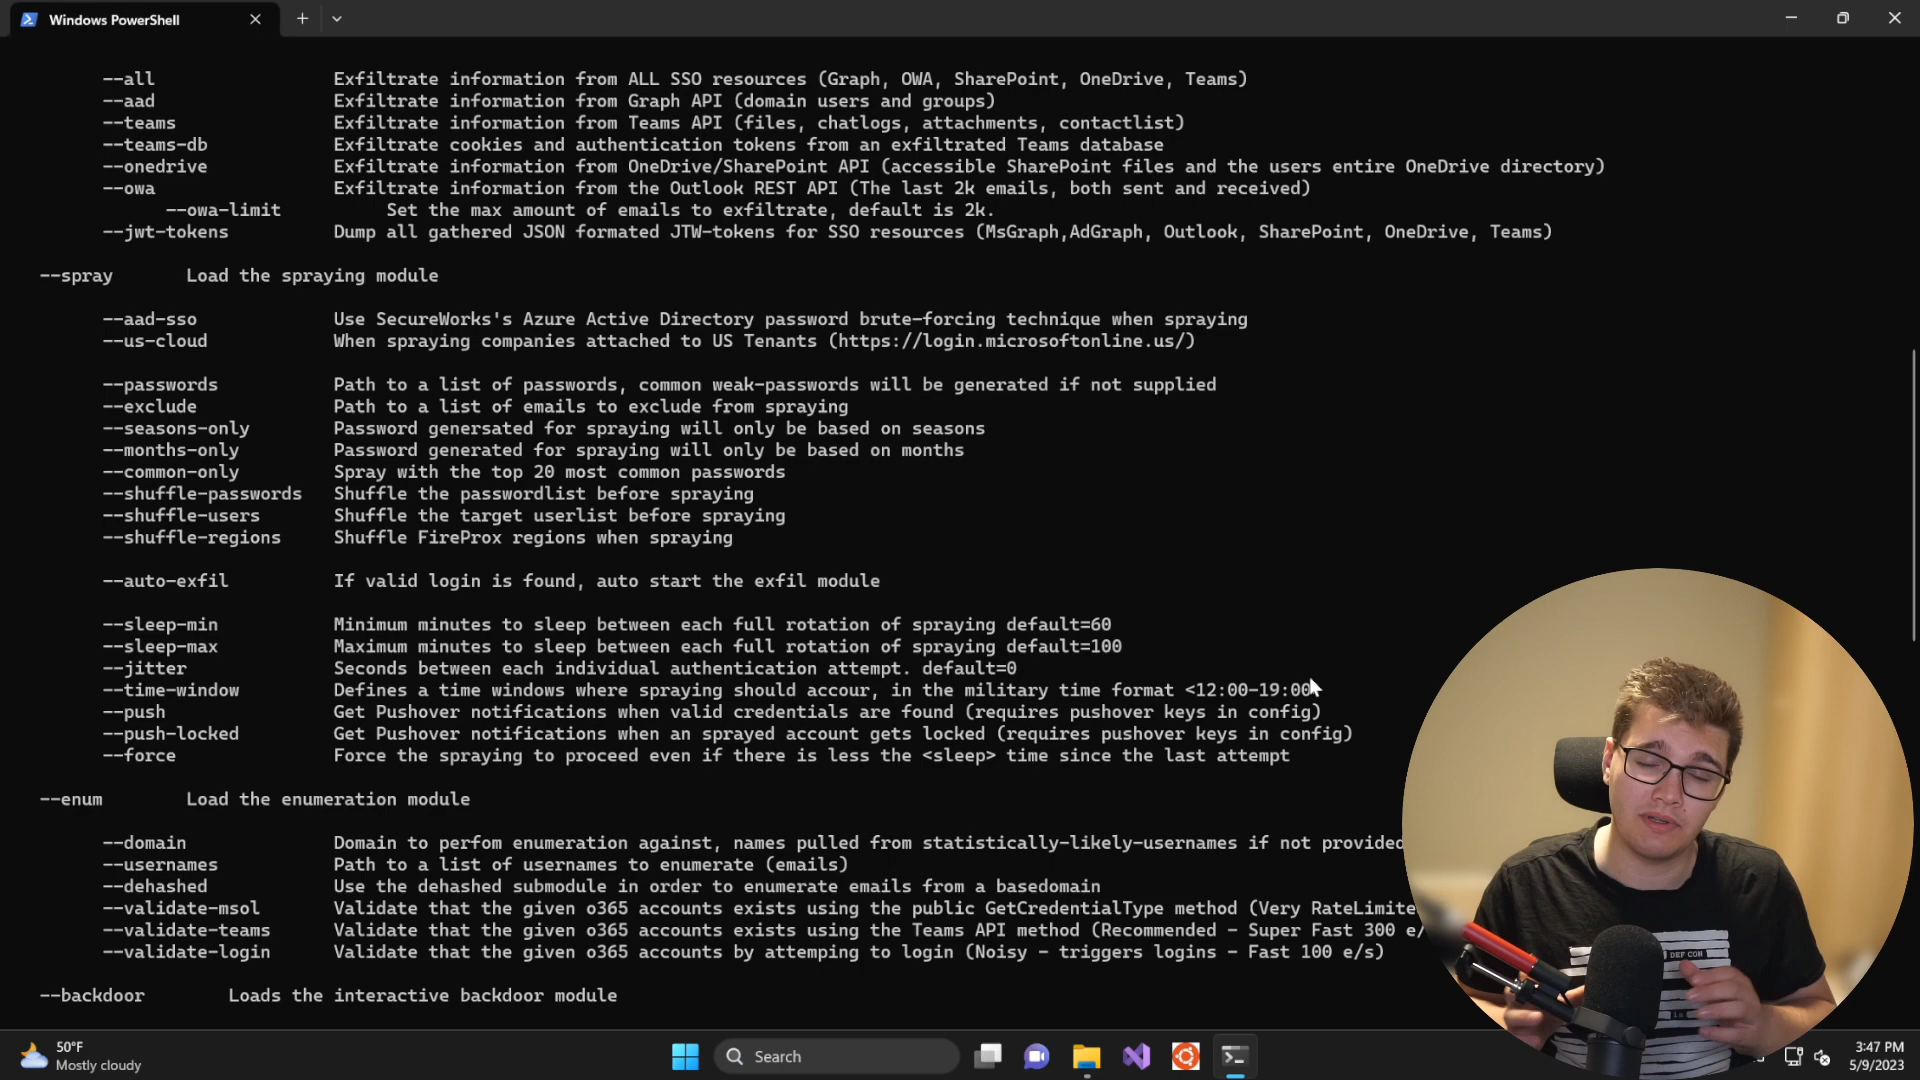 Windows PowerShell
--all Exfiltrate information from ALL SSO resources (Graph, OWA, SharePoint, OneDrive, Teams)
--aad Exfiltrate information from Graph API (domain users and groups)
--teams Exfiltrate information from Teams API (files, chatlogs, attachments, contactlist)
--teams-db Exfiltrate cookies and authentication tokens from an exfiltrated Teams database
--onedrive Exfiltrate information from OneDrive/SharePoint API (accessible SharePoint files and the users entire OneDrive directory)
--owa Exfiltrate information from the Outlook REST API (The last 2k emails, both sent and received)
--owa-limit Set the max amount of emails to exfiltrate, default is 2k.
--jwt-tokens Dump all gathered JSON formated JTW-tokens for SSO resources (MsGraph,AdGraph, Outlook, SharePoint, OneDrive, Teams)
--spray Load the spraying module
--aad-sso Use SecureWorks's Azure Active Directory password brute-forcing technique when spraying
--us-cloud When spraying companies attached to US Tenants (https://login.microsoftonline.us/)
--passwords Path to a list of passwords, common weak-passwords will be generated if not supplied
--exclude Path to a list of emails to exclude from spraying
--seasons-only Password genersated for spraying will only be based on seasons
--months-only Password generated for spraying will only be based on months
--common-only Spray with the top 20 most common passwords
--shuffle-passwords Shuffle the passwordlist before spraying
--shuffle-users Shuffle the target userlist before spraying
--shuffle-regions Shuffle FireProx regions when spraying
--auto-exfil If valid login is found, auto start the exfil module
--sleep-min Minimum minutes to sleep between each full rotation of spraying default=60
--sleep-max Maximum minutes to sleep between each full rotation of spraying default=100
--jitter Seconds between each individual authentication attempt. default=0
--time-window Defines a time windows where spraying should accour, in the military time format <12:00-19:00
--push Get Pushover notifications when valid credentials are found (requires pushover keys in config)
--push-locked Get Pushover notifications when an sprayed account gets locked (requires pushover keys in config)
--force Force the spraying to proceed even if there is less the <sleep> time since the last attempt
--enum Load the enumeration module
--domain Domain to perfom enumeration against, names pulled from statistically-likely-usernames if not provided
--usernames Path to a list of usernames to enumerate (emails)
--dehashed Use the dehashed submodule in order to enumerate emails from a basedomain
--validate-msol Validate that the given o365 accounts exists using the public GetCredentialType method (Very RateLimite
--validate-teams Validate that the given o365 accounts exists using the Teams API method (Recommended - Super Fast 300 e/
--validate-login Validate that the given o365 accounts by attemping to login (Noisy - triggers logins - Fast 100 e/s)
--backdoor Loads the interactive backdoor module
DEF CON
50°F
Mostly cloudy
Search
3:47 PM
5/9/2023